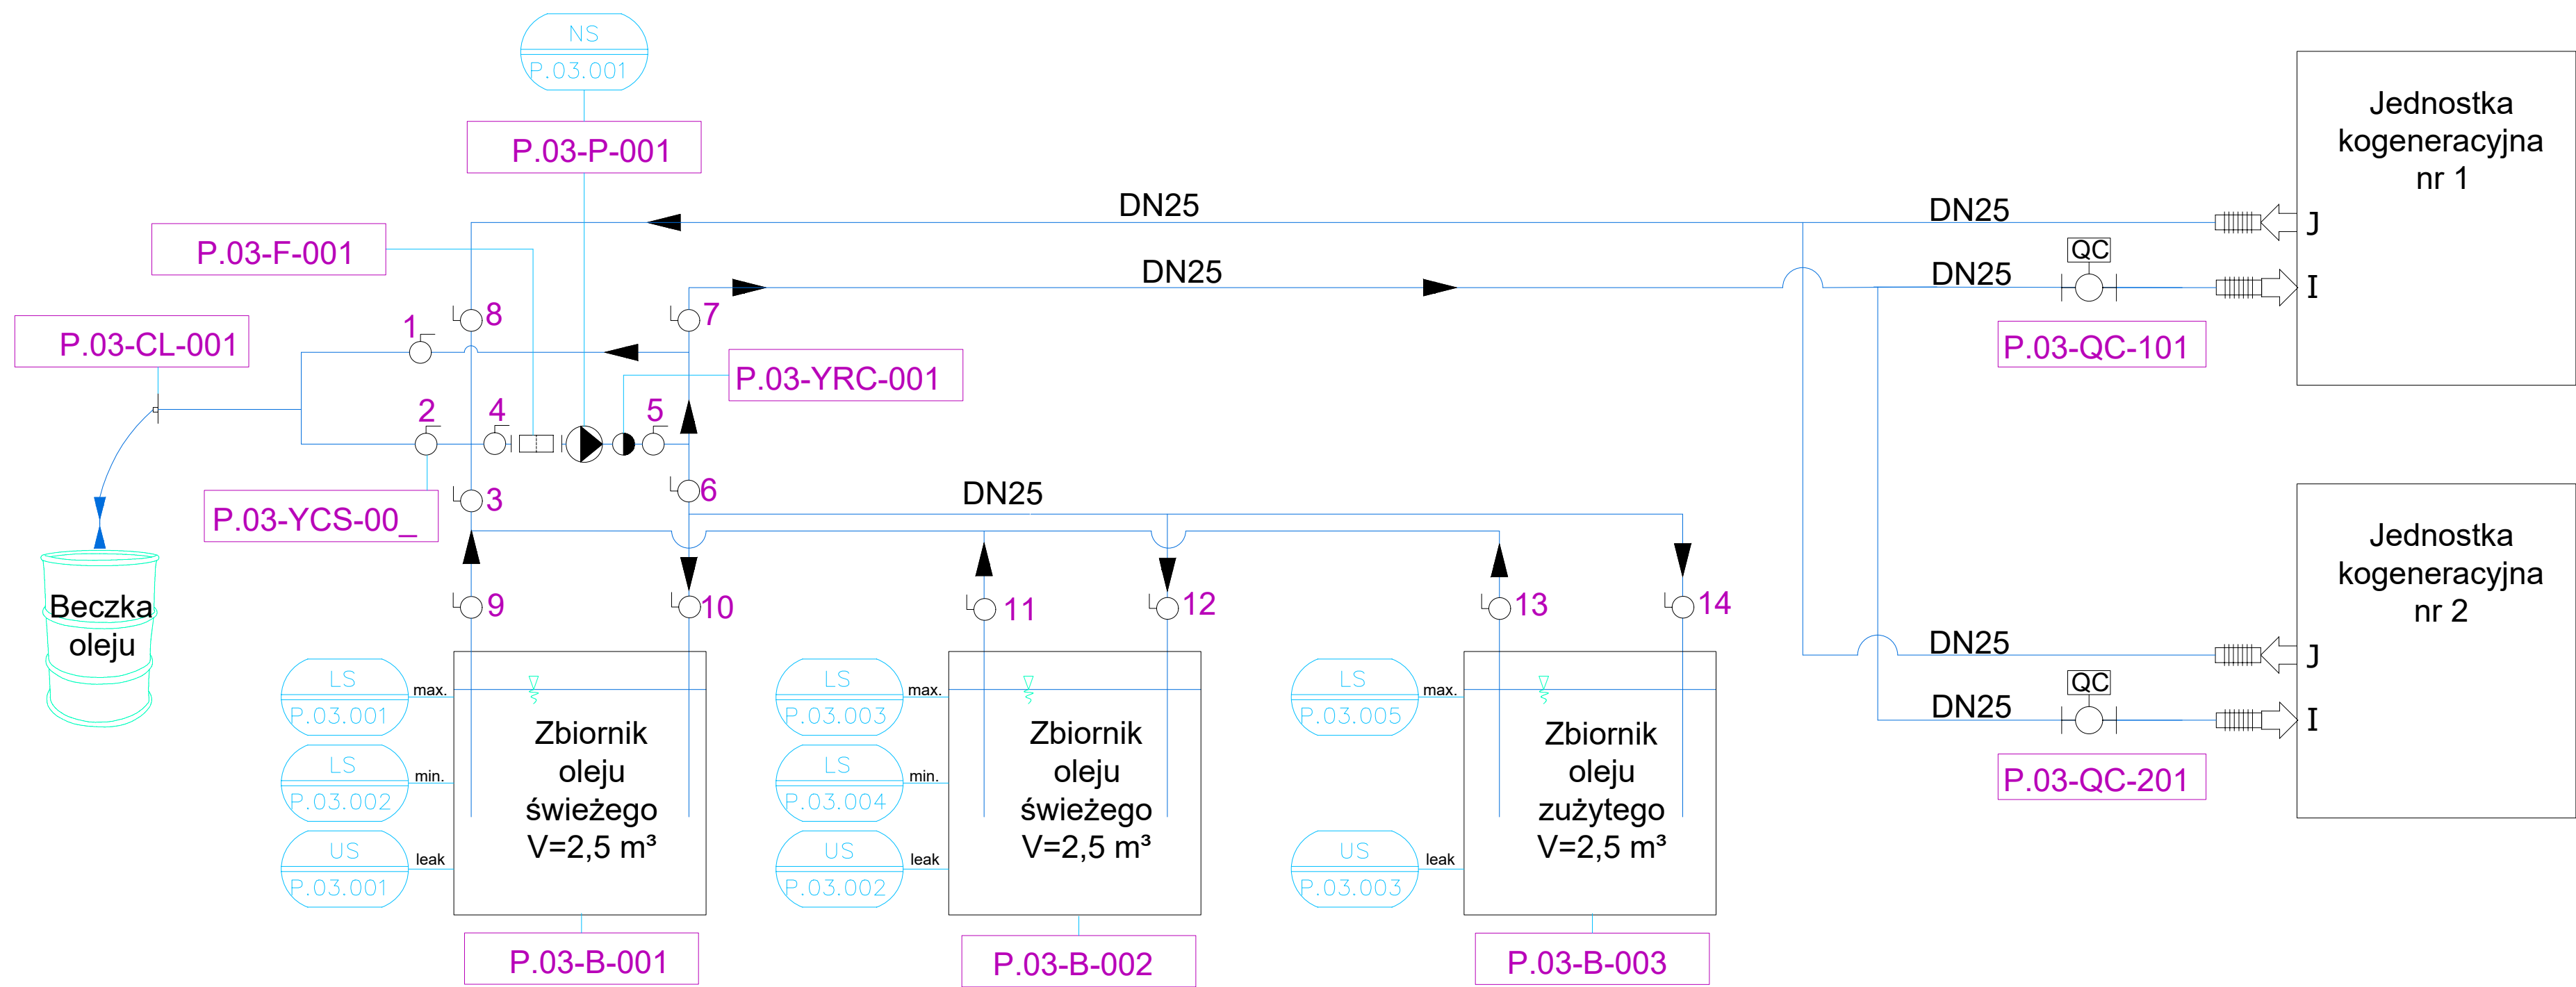 NS
P.03.001
P.03-P-001
P.03-F-001
P.03-CL-001
P.03-YRC-001
P.03-YCS-00_
DN25
DN25
DN25
DN25
DN25
DN25
DN25
Jednostka
kogeneracyjna
nr 1
J
I
QC
P.03-QC-101
Jednostka
kogeneracyjna
nr 2
J
I
QC
P.03-QC-201
8
7
1
2
4
5
3
6
9
10
11
12
13
14
Beczka
oleju
LS
P.03.001
max.
LS
P.03.002
min.
US
P.03.001
leak
Zbiornik
oleju
świeżego
V=2,5 m³
P.03-B-001
LS
P.03.003
max.
LS
P.03.004
min.
US
P.03.002
leak
Zbiornik
oleju
świeżego
V=2,5 m³
P.03-B-002
LS
P.03.005
max.
US
P.03.003
leak
Zbiornik
oleju
zużytego
V=2,5 m³
P.03-B-003